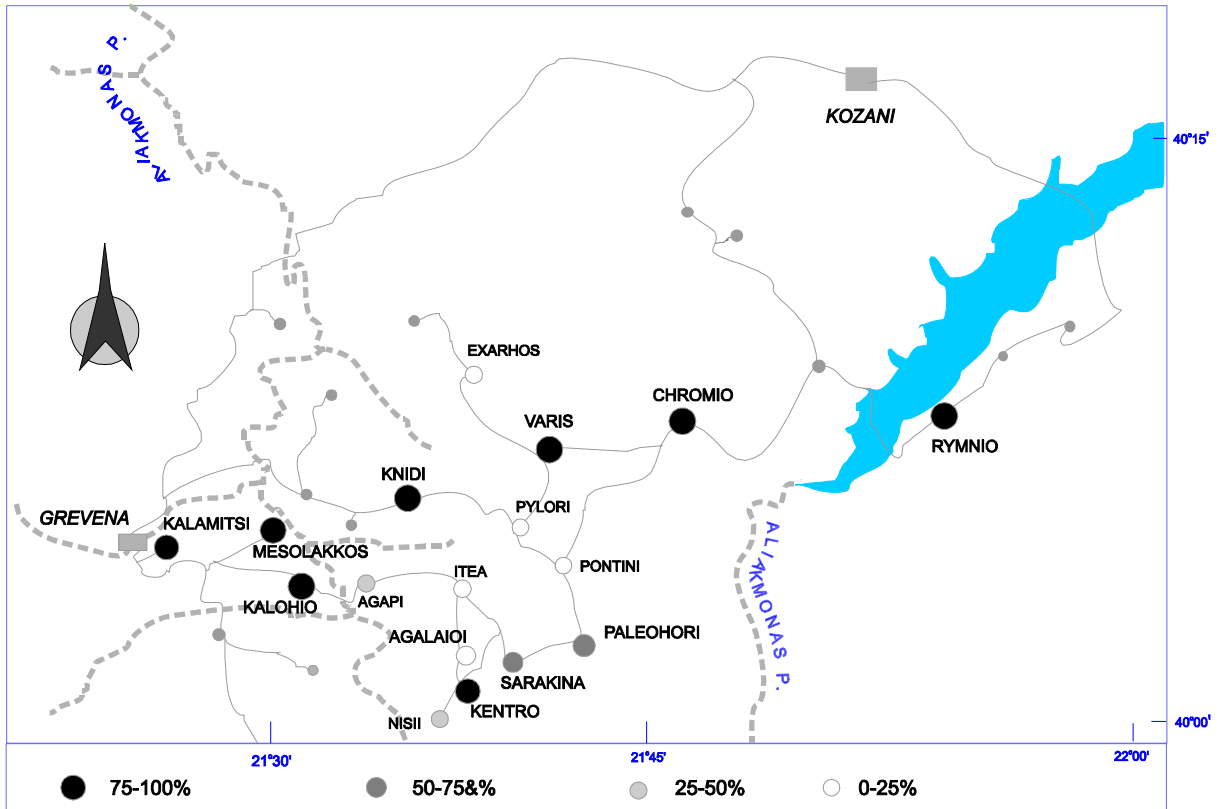 ALIAKMONAS P.
KOZANI
40°15'
EXARHOS
CHROMIO
VARIS
RYMNIO
KNIDI
PYLORI
GREVENA
KALAMITSI
MESOLAKKOS
PONTINI
ITEA
KALOHIO
AGAPI
ALIAKMONAS P.
PALEOHORI
AGALAIOI
SARAKINA
KENTRO
NISII
40°00'
21°30'
21°45'
22°00'
75-100%
50-75&%
25-50%
0-25%